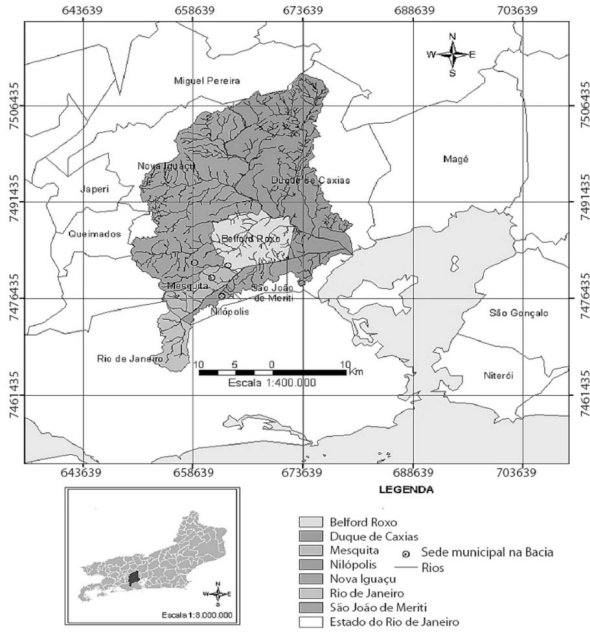 643639 658639 673639 688639 703639
N
W E
S
7506435 7506435
Miguel Pereira
Nova Iguaçu
Duque de Caxias
Magé
Japeri
7491435 7491435
Queimados
Belford Roxo
Mesquita
São João
de Meriti
7476435 7476435
Nilópolis
São Gonçalo
Rio de Janeiro
10 5 0 10
Km
Escala 1:400.000
Niterói
7461435 7461435
643639 658639 673639 688639 703639
LEGENDA
Belford Roxo
Duque de Caxias
Mesquita
Sede municipal na Bacia
Nilópolis
Rios
Nova Iguaçu
Rio de Janeiro
São João de Meriti
Estado do Rio de Janeiro
N
W E
S
Escala 1:8.000.000